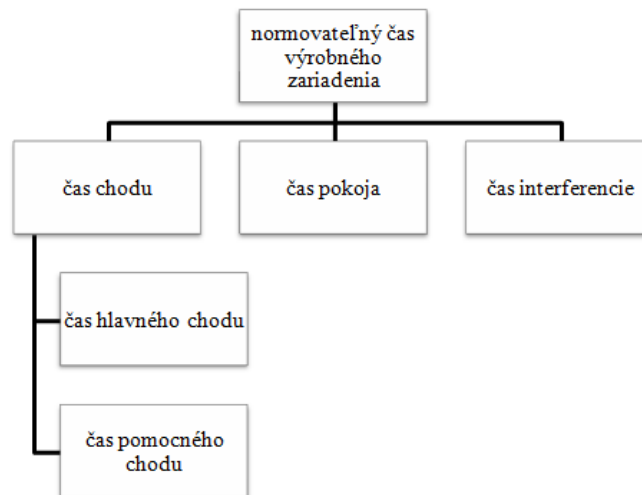 normovateľný čas
výrobného
zariadenia
čas chodu
čas pokoja
čas interferencie
čas hlavného chodu
čas pomocného
chodu